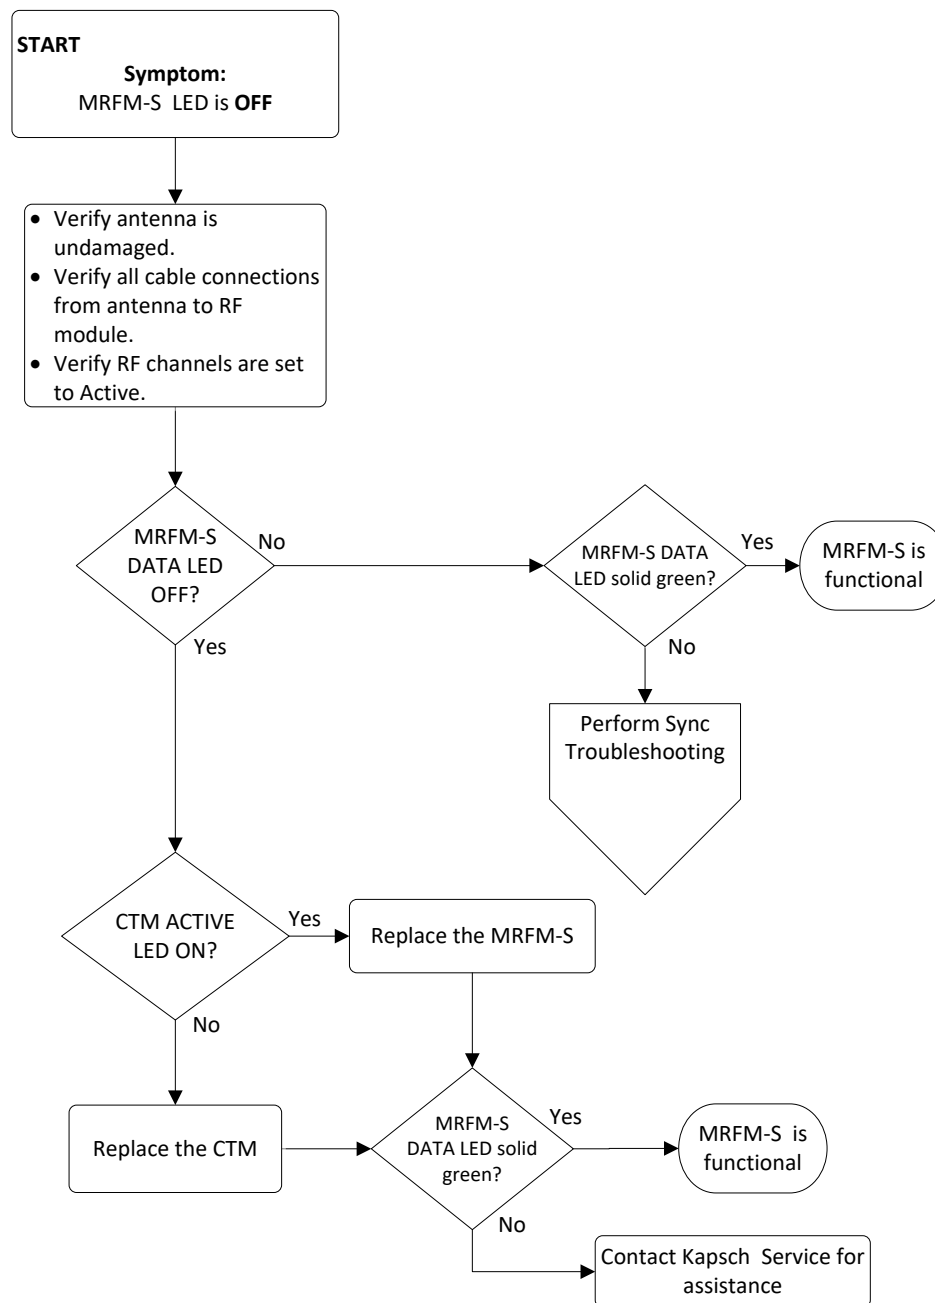 START
Symptom:
MRFM-S LED is OFF
• Verify antenna is
undamaged.
• Verify all cable connections
from antenna to RF
module.
• Verify RF channels are set
to Active.
MRFM-S
DATA LED
OFF?
No
MRFM-S DATA
LED solid green?
Yes
MRFM-S is
functional
Yes
No
Perform Sync
Troubleshooting
CTM ACTIVE
LED ON?
Yes
Replace the MRFM-S
No
Replace the CTM
MRFM-S
DATA LED solid
green?
Yes
MRFM-S is
functional
No
Contact Kapsch Service for
assistance